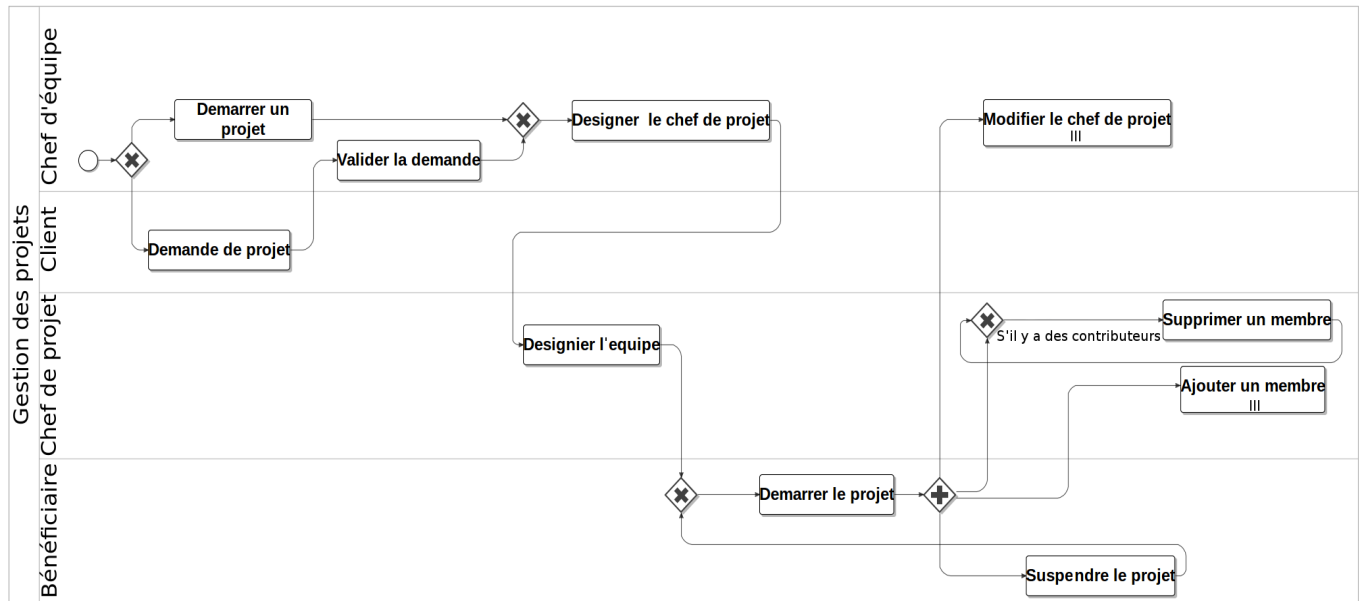 Gestion des projets
Chef d'équipe
Demarrer un
projet
Designer le chef de projet
Modifier le chef de projet
III
Valider la demande
Client
Demande de projet
Chef de projet
Supprimer un membre
S'il y a des contributeurs
Designier l'equipe
Ajouter un membre
III
Bénéficiaire
Demarrer le projet
Suspendre le projet